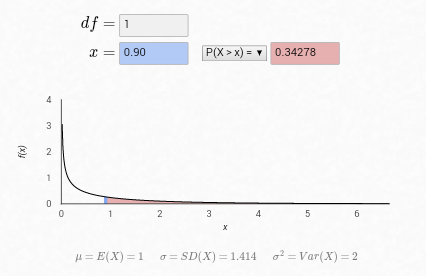 df = 1
x = 0.90 P(X > x) = ▼ 0.34278
4
3
f(x)
2
1
0
0 1 2 3 4 5 6
x
μ = E(X) = 1 σ = SD(X) = 1.414 σ² = Var(X) = 2